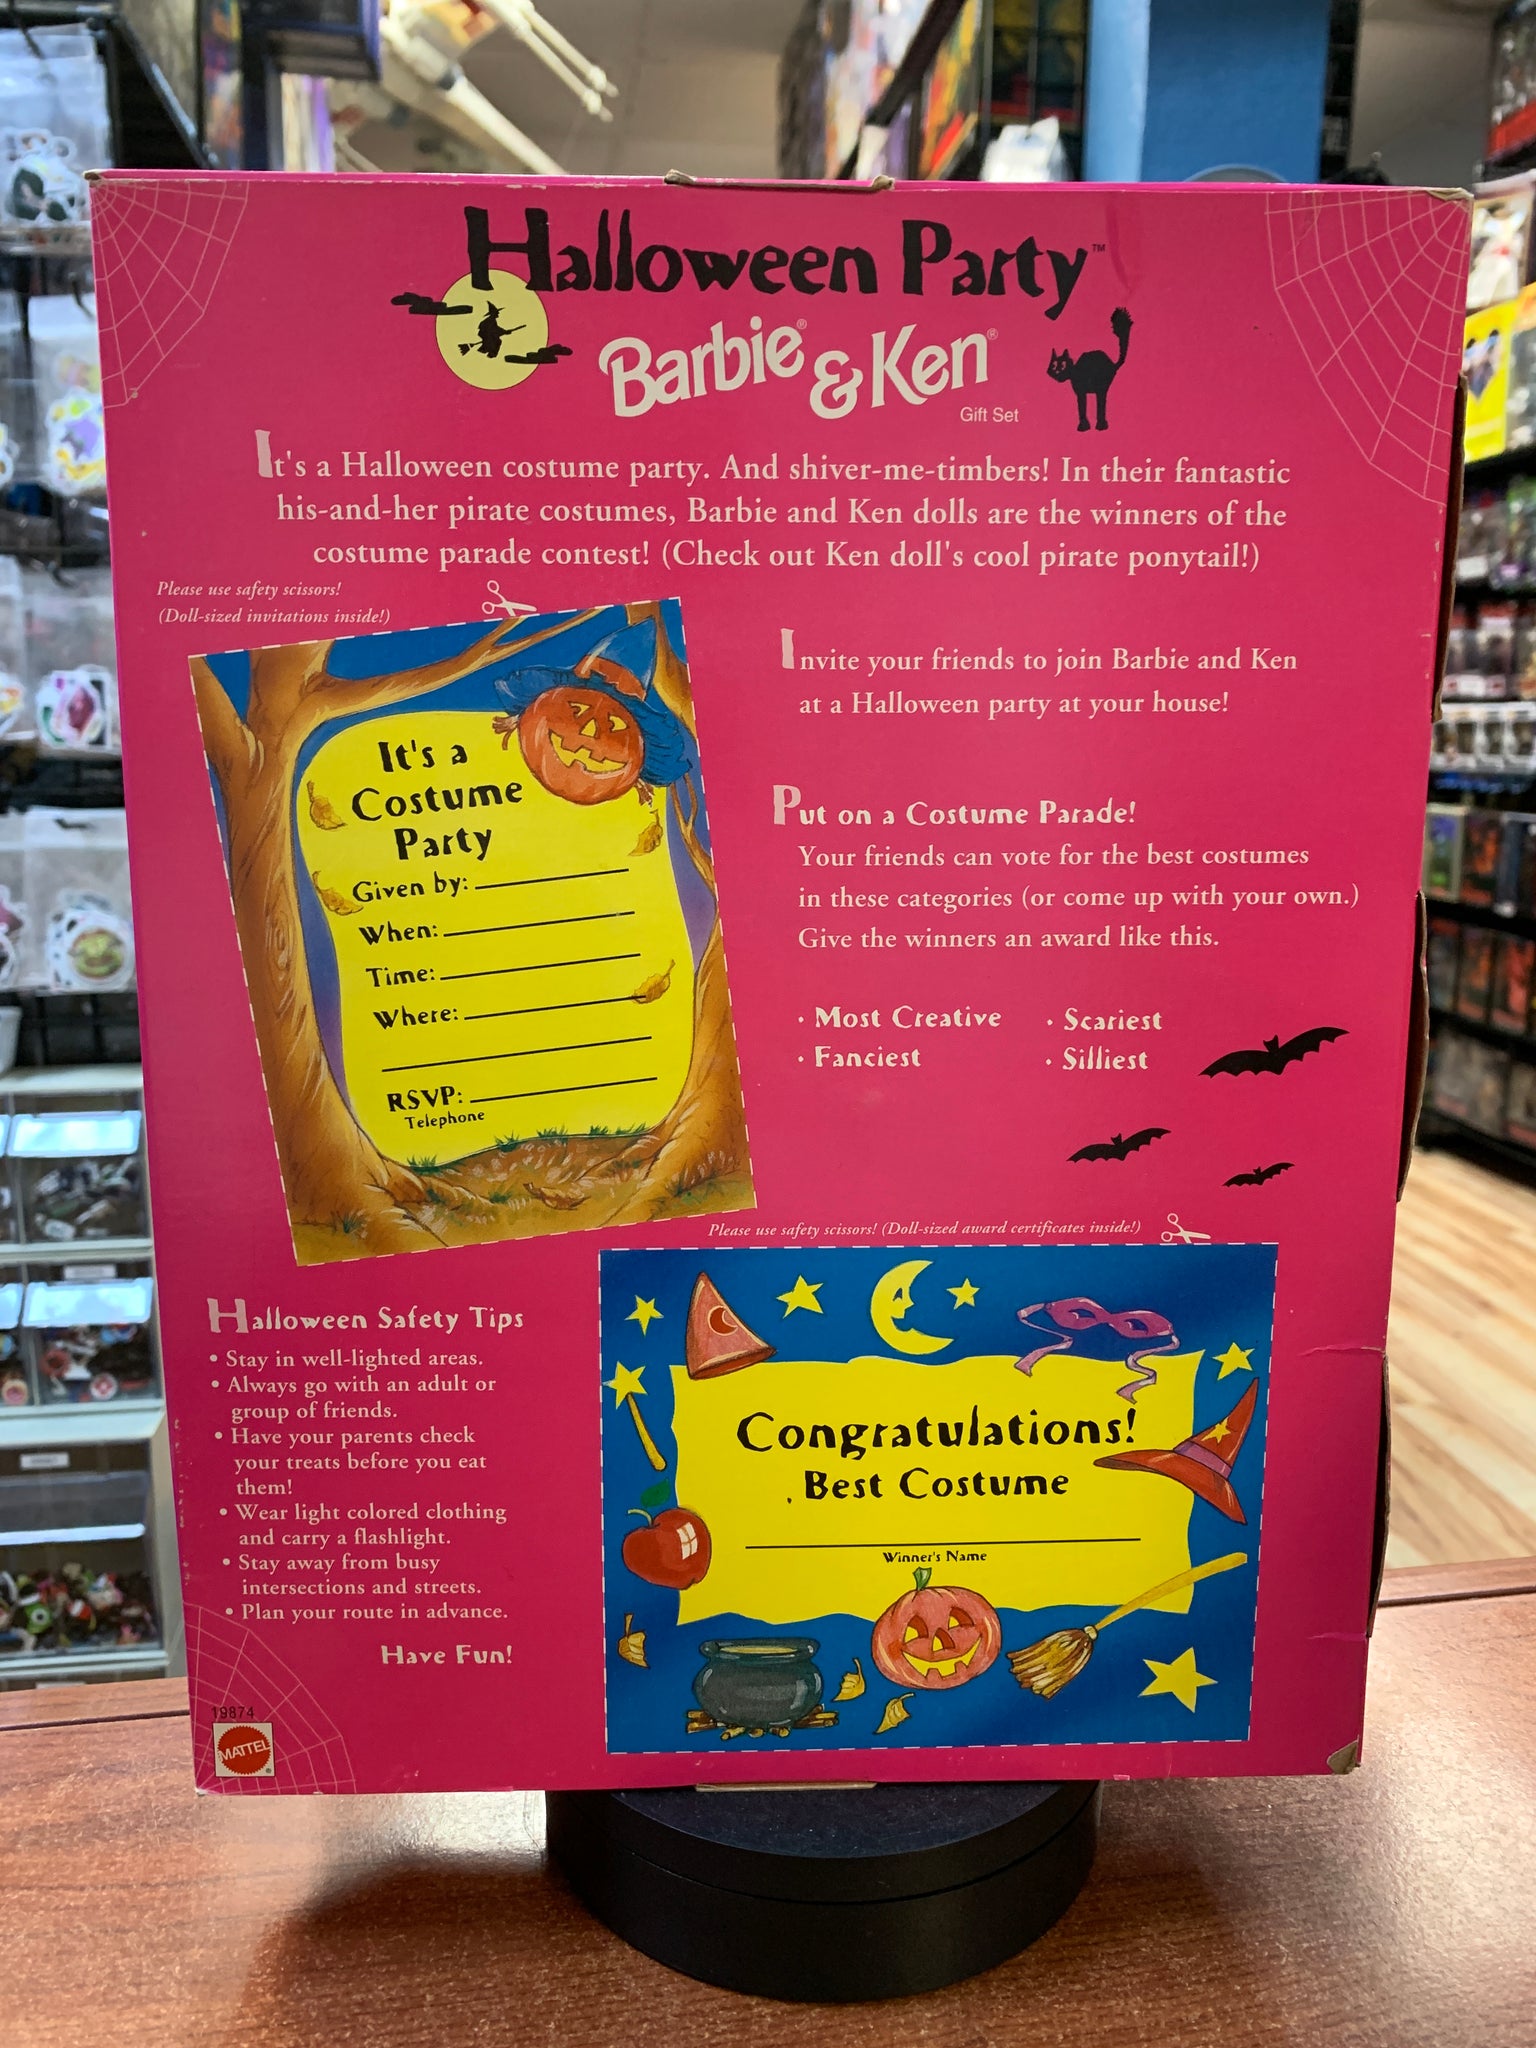 Halloween Party™
Barbie® & Ken®
Gift Set
It's a Halloween costume party. And shiver-me-timbers! In their fantastic
his-and-her pirate costumes, Barbie and Ken dolls are the winners of the
costume parade contest! (Check out Ken doll's cool pirate ponytail!)
Please use safety scissors!
(Doll-sized invitations inside!)
It's a
Costume
Party
Given by:
When:
Time:
Where:
RSVP:
Telephone
Invite your friends to join Barbie and Ken
at a Halloween party at your house!
Put on a Costume Parade!
Your friends can vote for the best costumes
in these categories (or come up with your own.)
Give the winners an award like this.
• Most Creative
• Scariest
• Fanciest
• Silliest
Halloween Safety Tips
• Stay in well-lighted areas.
• Always go with an adult or
group of friends.
• Have your parents check
your treats before you eat
them!
• Wear light colored clothing
and carry a flashlight.
• Stay away from busy
intersections and streets.
• Plan your route in advance.
Have Fun!
Please use safety scissors! (Doll-sized award certificates inside!)
Congratulations!
Best Costume
Winner's Name
19874
MATTEL®